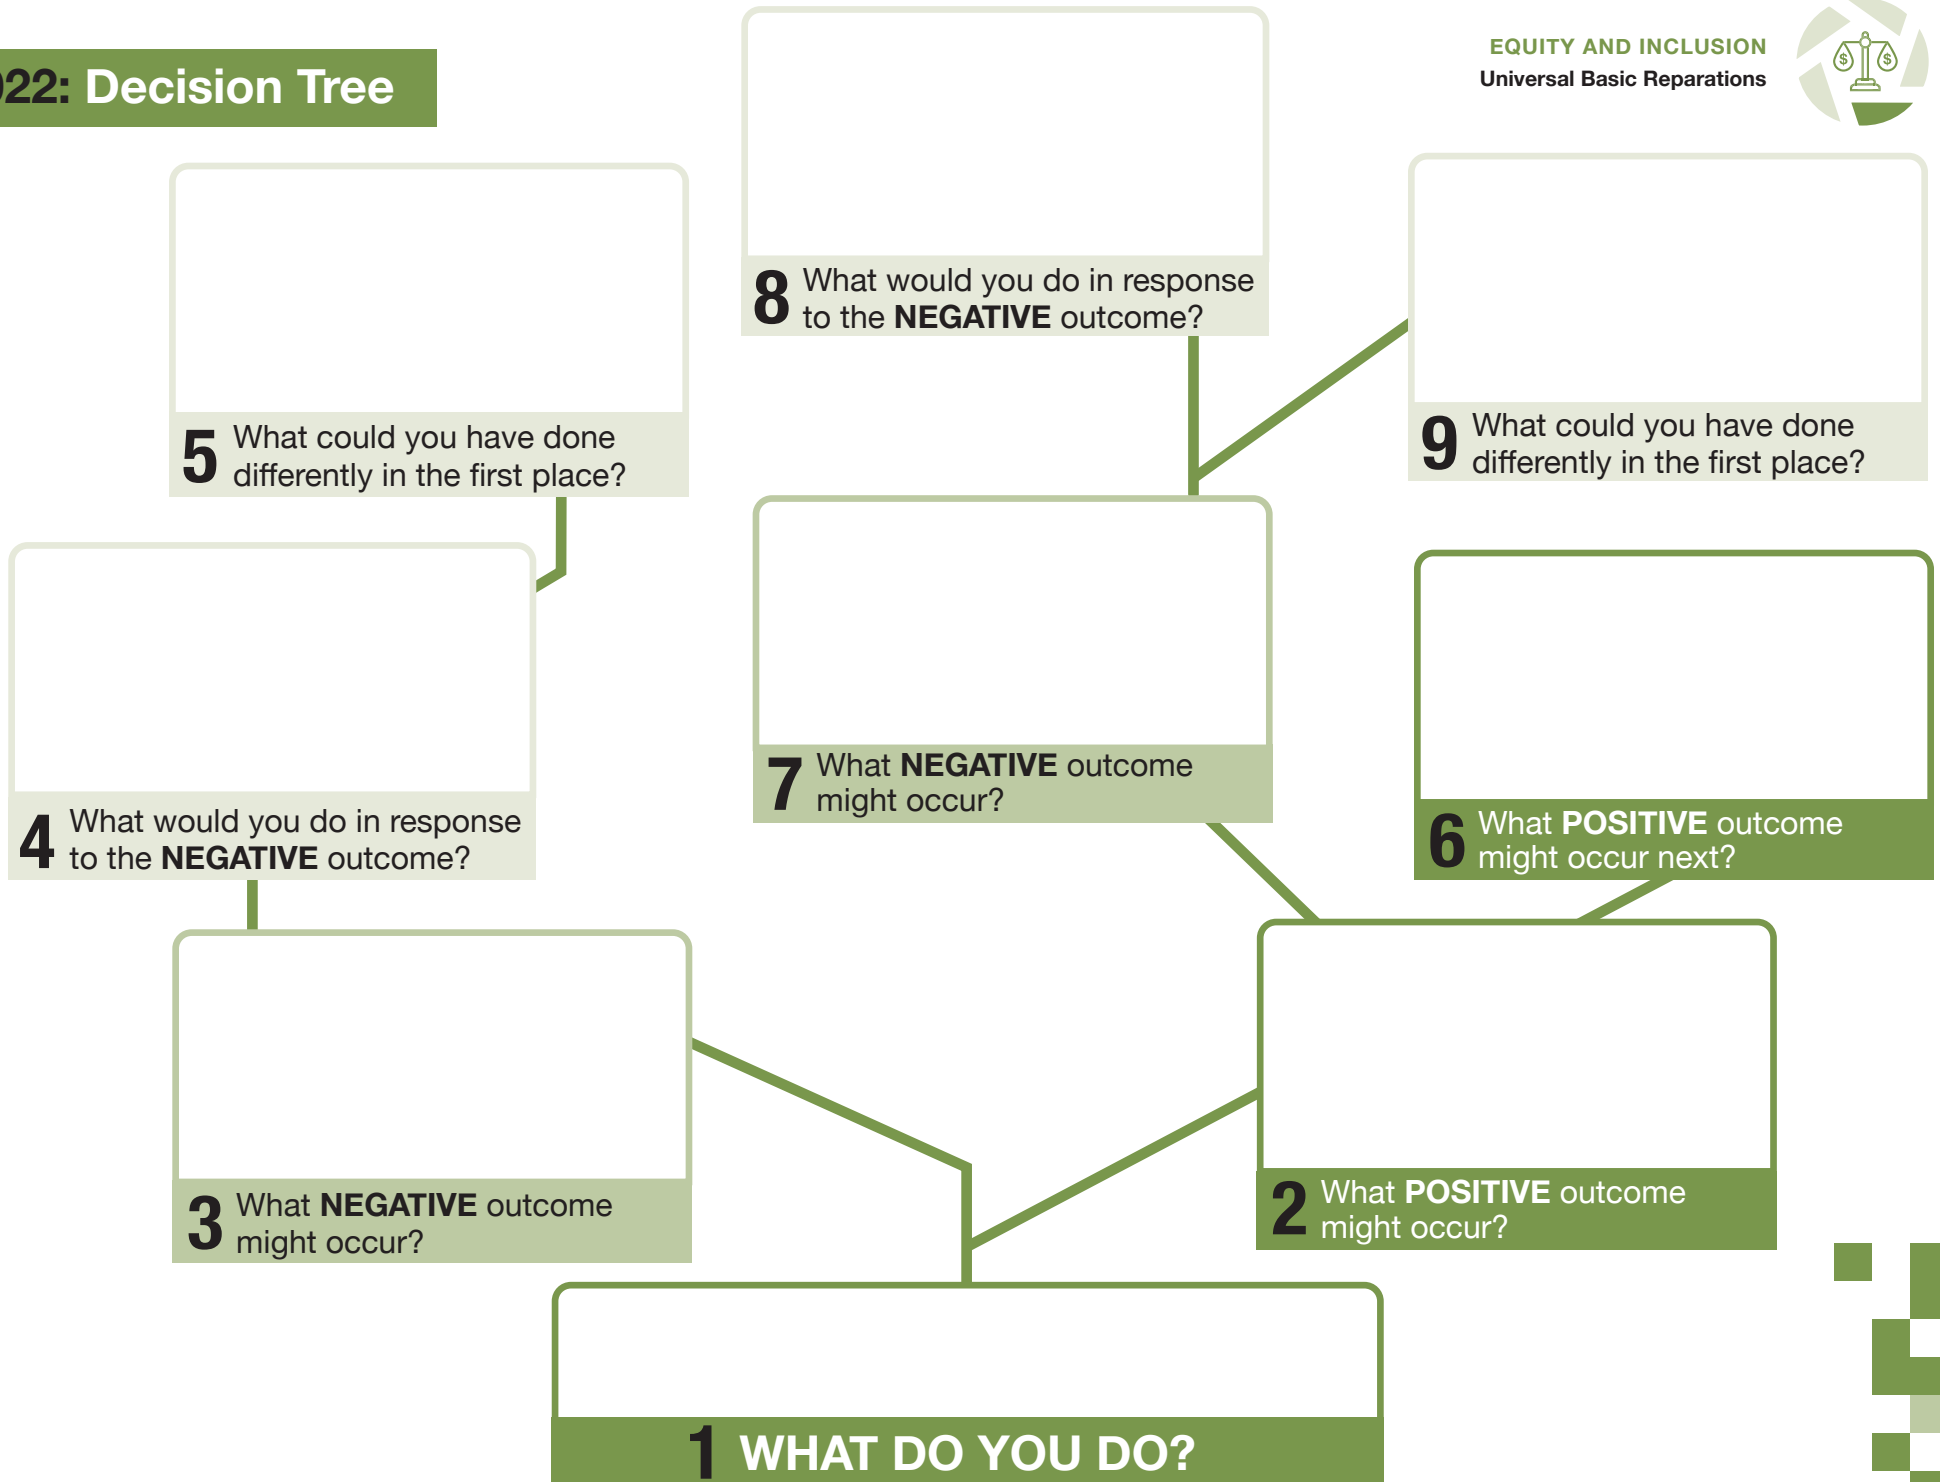 22: Decision Tree
EQUITY AND INCLUSION
Universal Basic Reparations
$ $
8 What would you do in response
to the NEGATIVE outcome?
5 What could you have done
differently in the first place?
9 What could you have done
differently in the first place?
7 What NEGATIVE outcome
might occur?
4 What would you do in response
to the NEGATIVE outcome?
6 What POSITIVE outcome
might occur next?
3 What NEGATIVE outcome
might occur?
2 What POSITIVE outcome
might occur?
1 WHAT DO YOU DO?